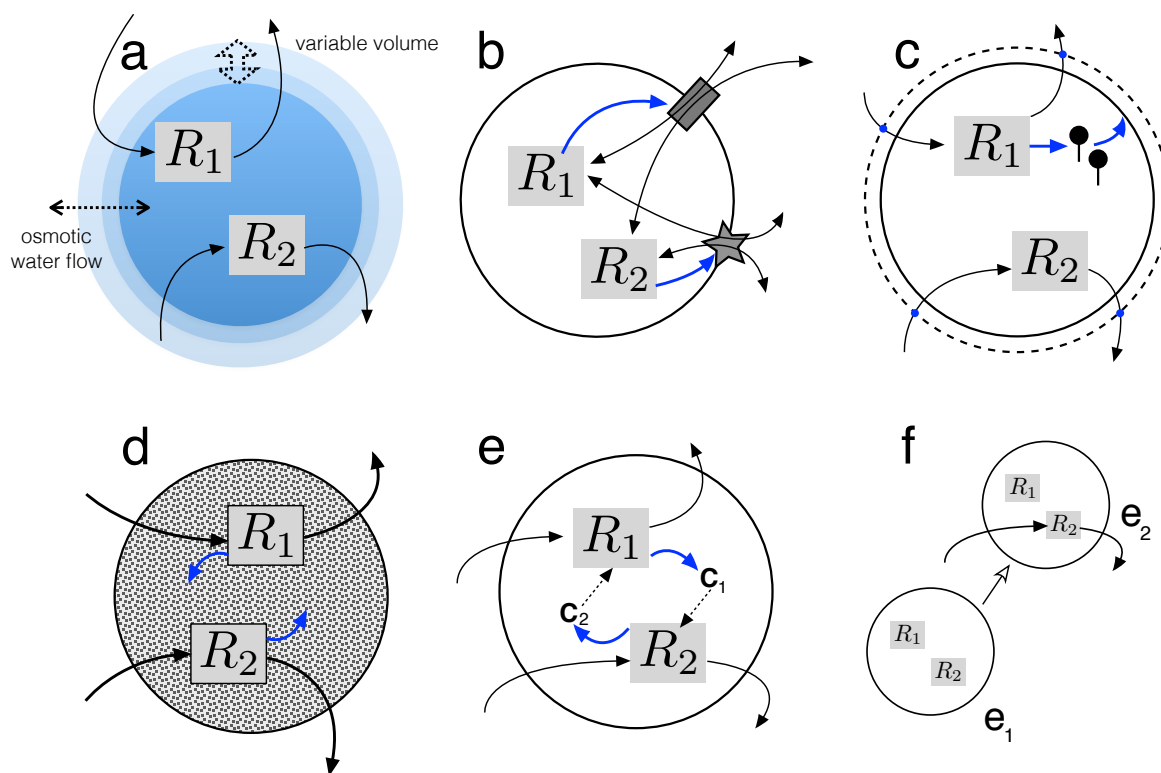 a
variable volume
R1
R2
osmotic
water flow
b
R1
R2
c
R1
R2
d
R1
R2
e
R1
c1
c2
R2
f
R1
R2
e2
R1
R2
e1